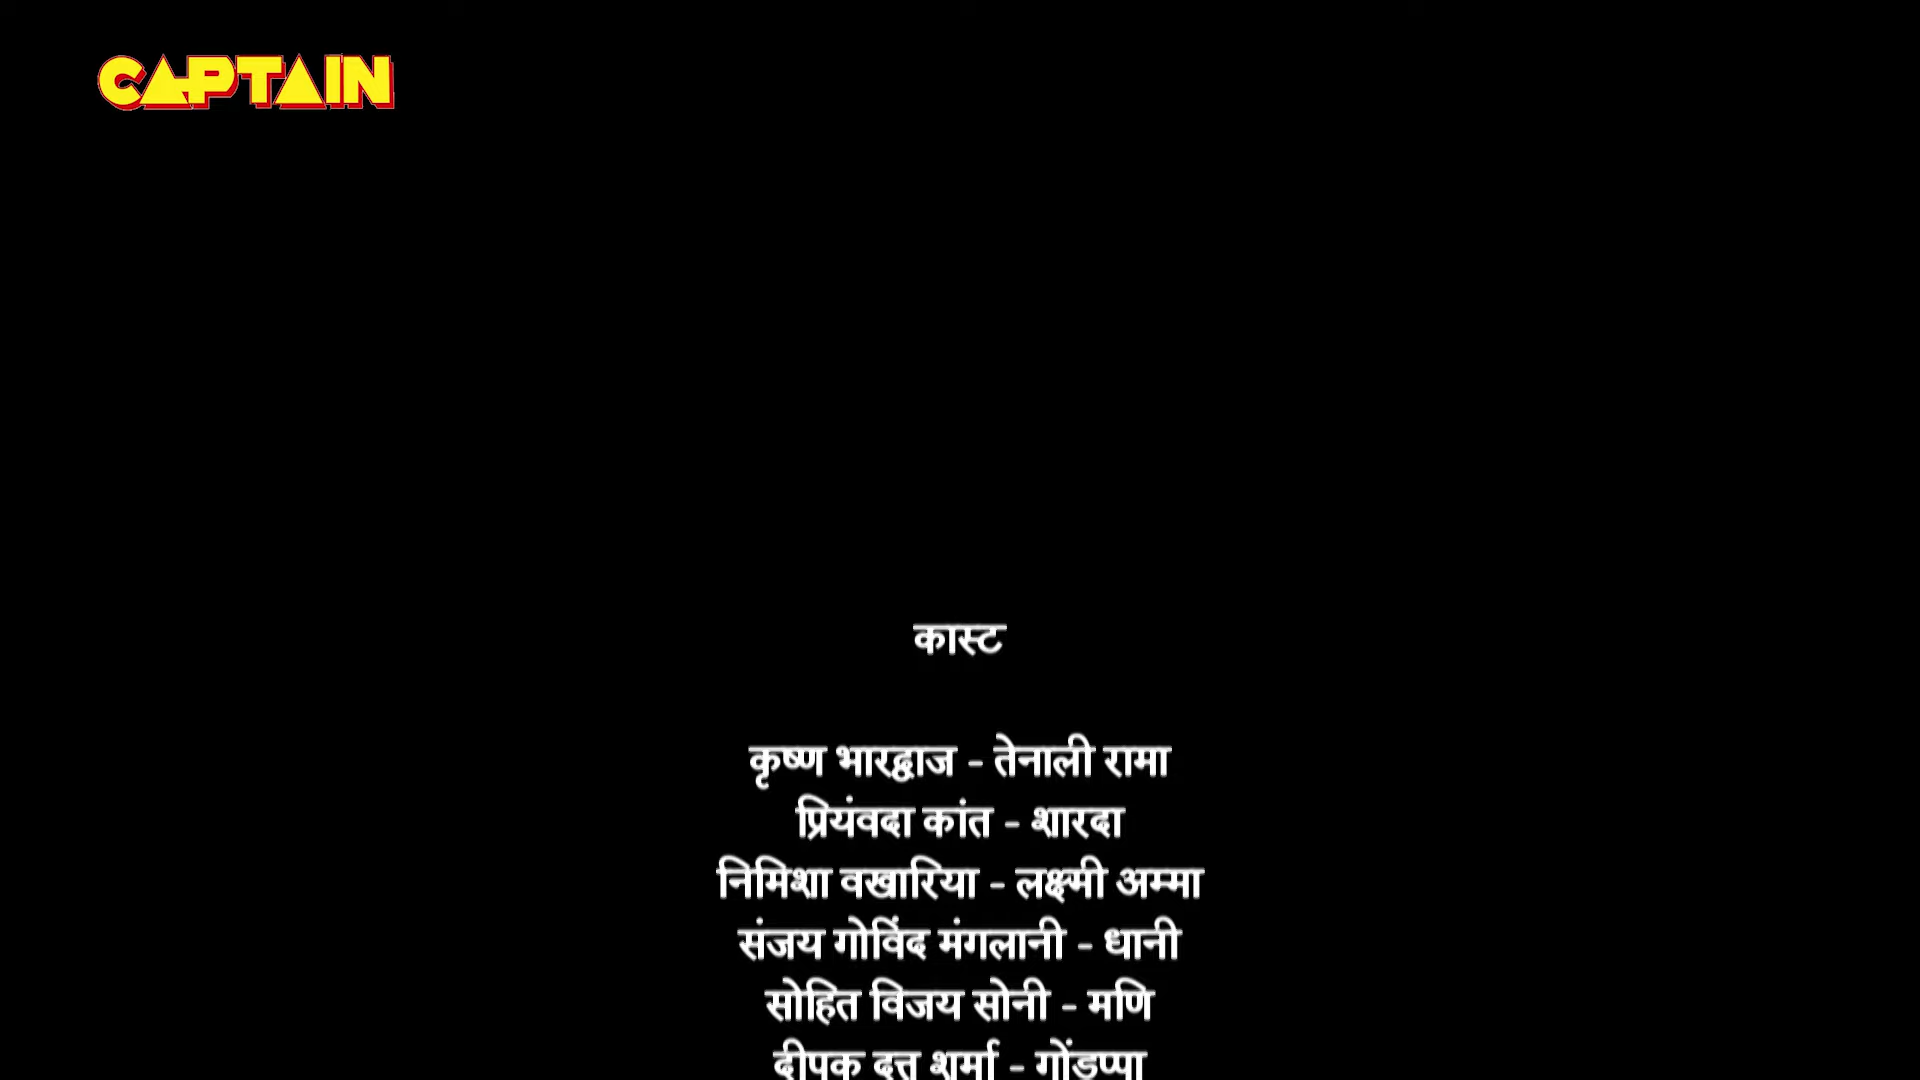 CAPTAIN
कास्ट
कृष्ण भारद्वाज - तेनाली रामा
प्रियंवदा कांत - शारदा
निमिशा वखारिया - लक्ष्मी अम्मा
संजय गोविंद मंगलानी - धानी
सोहित विजय सोनी - मणि
दीपक दत्त शर्मा - गोंडप्पा